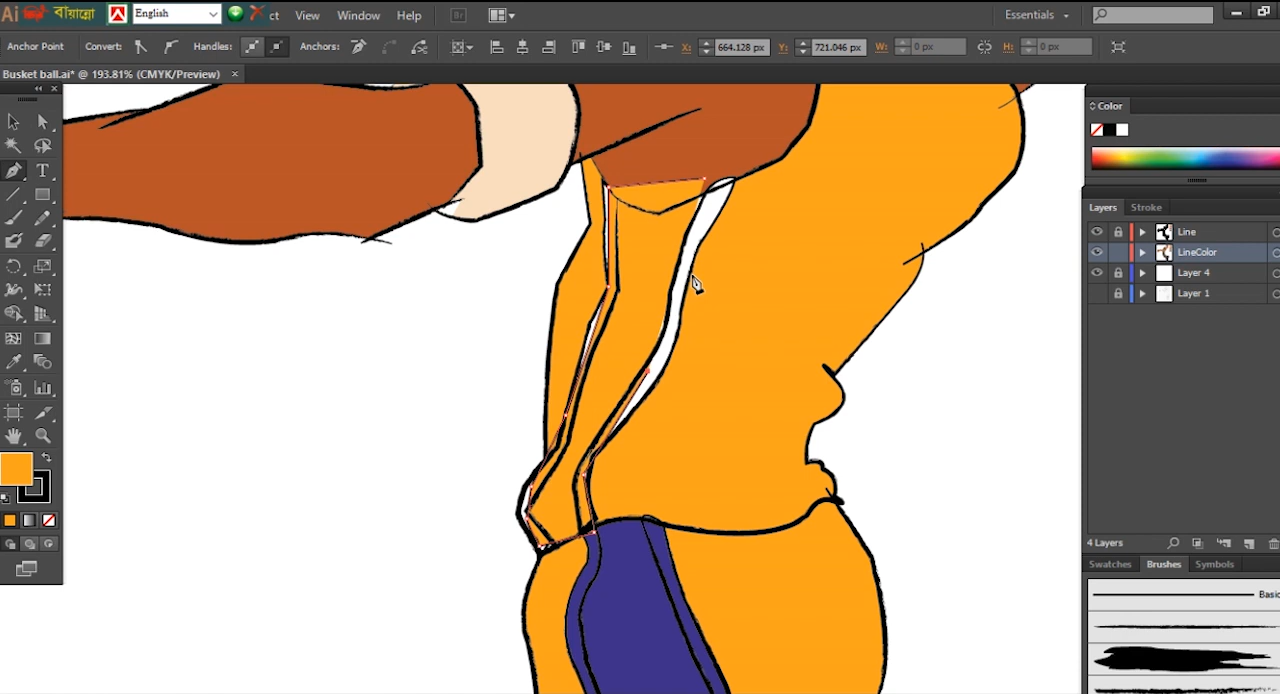 Ai বায়ান্নো English ct View Window Help Br Essentials
Anchor Point Convert: Handles: Anchors: X: 664.128 px Y: 721.046 px W: 0 px H: 0 px
Busket ball.ai* @ 193.81% (CMYK/Preview) ×
Color
T
Layers Stroke
Line
LineColor
Layer 4
Layer 1
4 Layers
Swatches Brushes Symbols
Basic